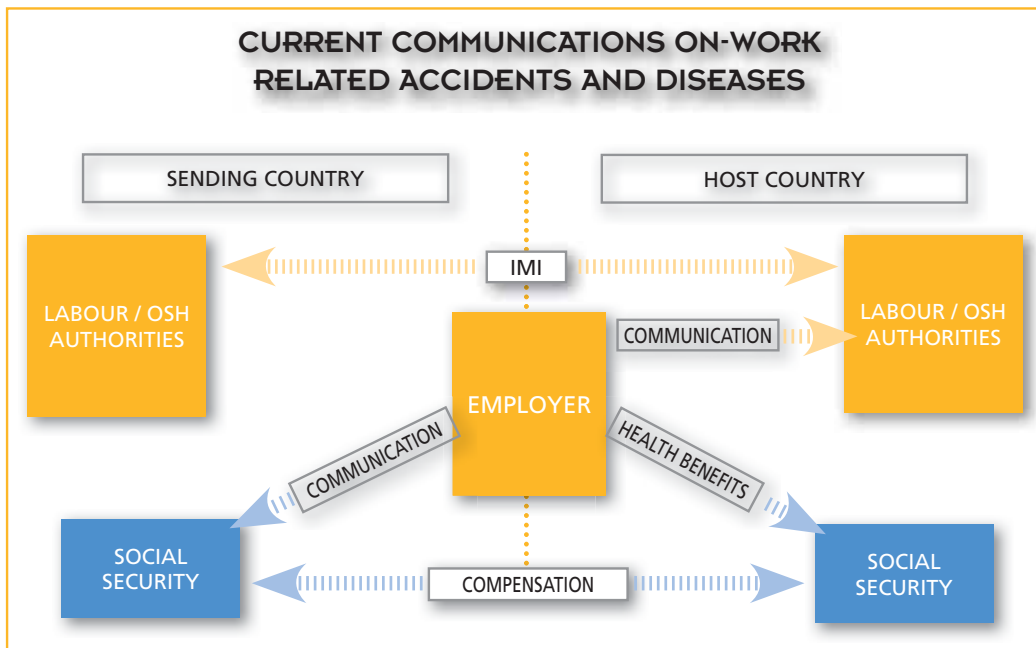 CURRENT COMMUNICATIONS ON-WORK
RELATED ACCIDENTS AND DISEASES
SENDING COUNTRY
HOST COUNTRY
IMI
LABOUR / OSH
AUTHORITIES
LABOUR / OSH
AUTHORITIES
COMMUNICATION
EMPLOYER
COMMUNICATION
HEALTH BENEFITS
SOCIAL
SECURITY
COMPENSATION
SOCIAL
SECURITY